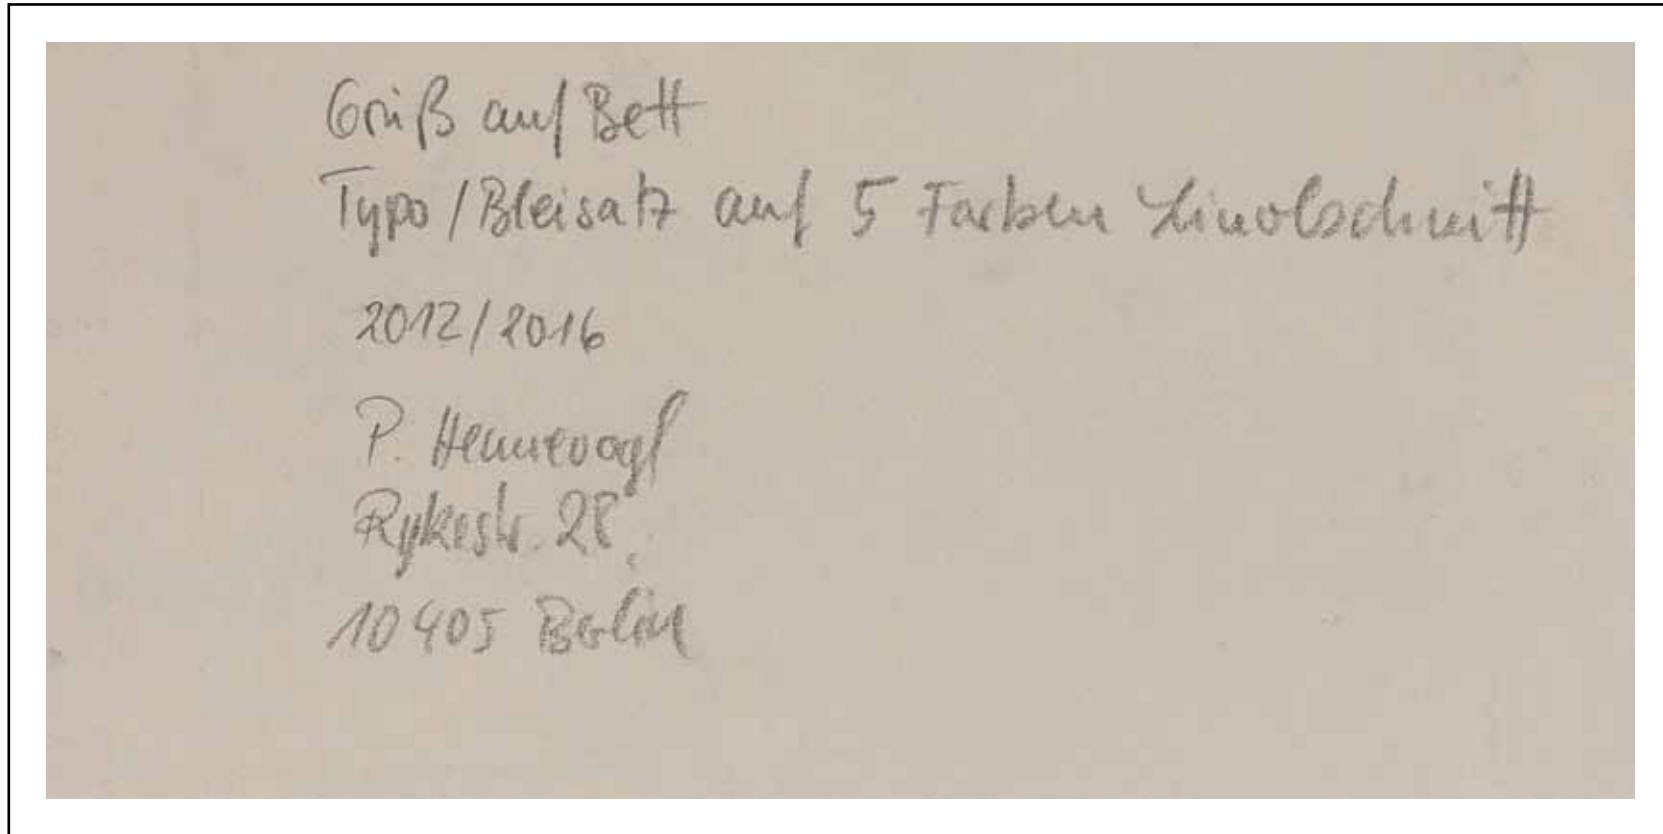 Grüß auf Bett
Typo/Bleisatz auf 5 Farben Linolschnitt
2012/2016
P. Hennevogl
Rykestr. 28
10405 Berlin